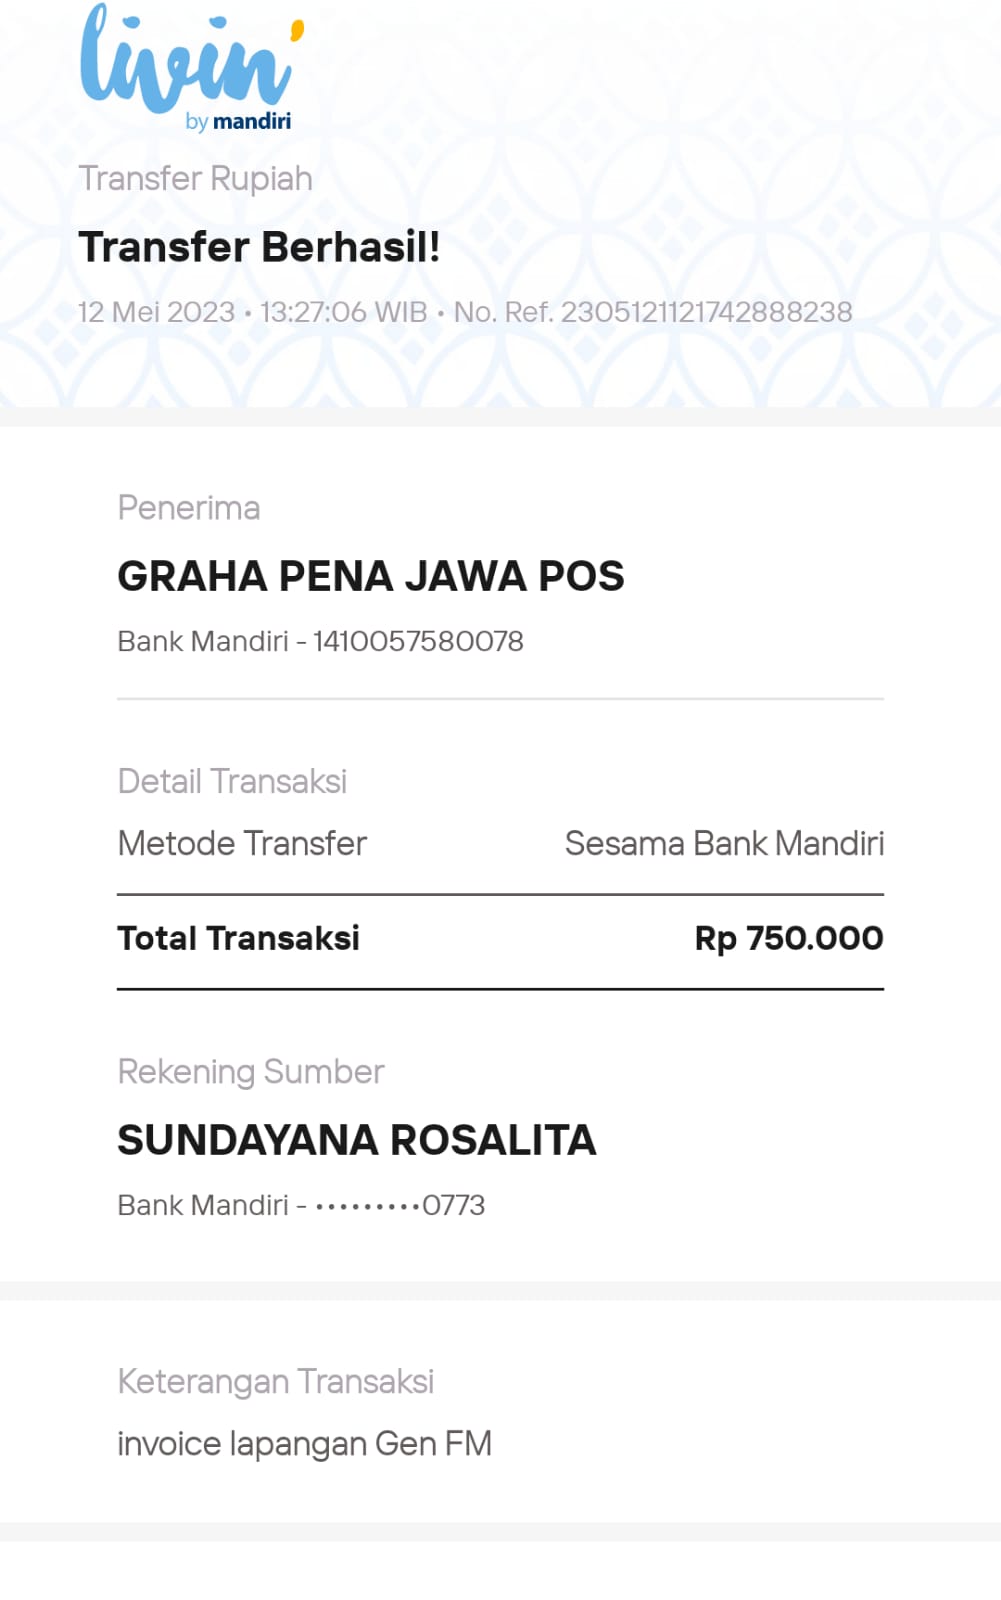 livin'
by mandiri
Transfer Rupiah
Transfer Berhasil!
12 Mei 2023 • 13:27:06 WIB • No. Ref. 2305121121742888238
Penerima
GRAHA PENA JAWA POS
Bank Mandiri - 1410057580078
Detail Transaksi
Metode Transfer Sesama Bank Mandiri
Total Transaksi Rp 750.000
Rekening Sumber
SUNDAYANA ROSALITA
Bank Mandiri - •••••••••0773
Keterangan Transaksi
invoice lapangan Gen FM